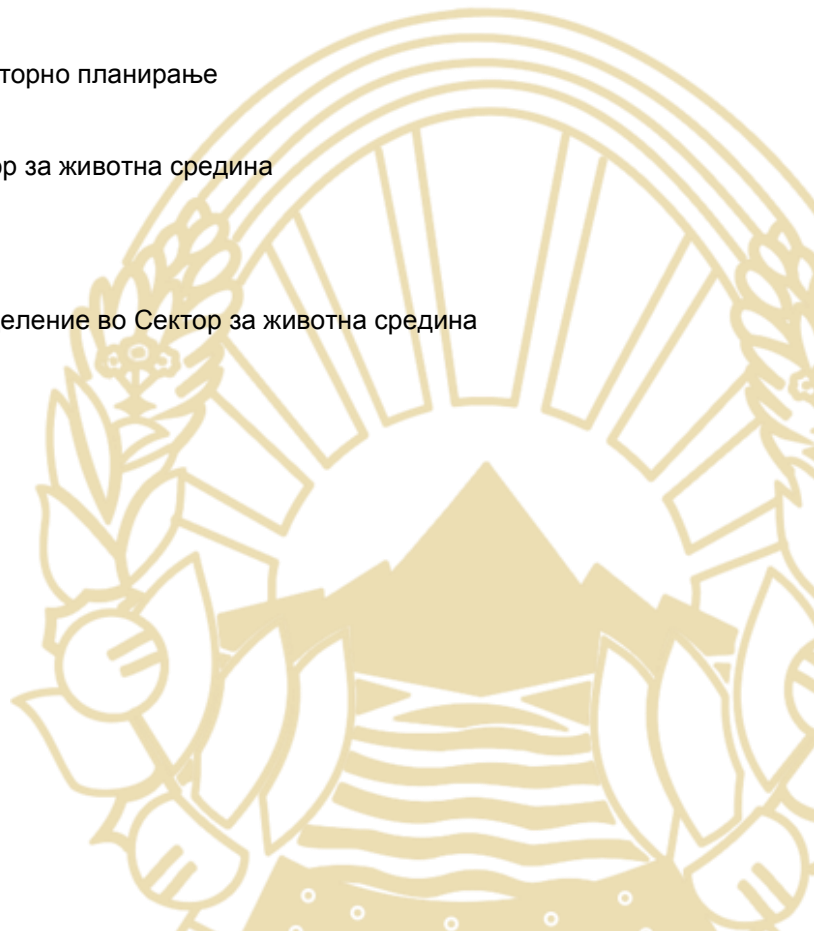 торно планирање
р за животна средина
еление во Сектор за животна средина